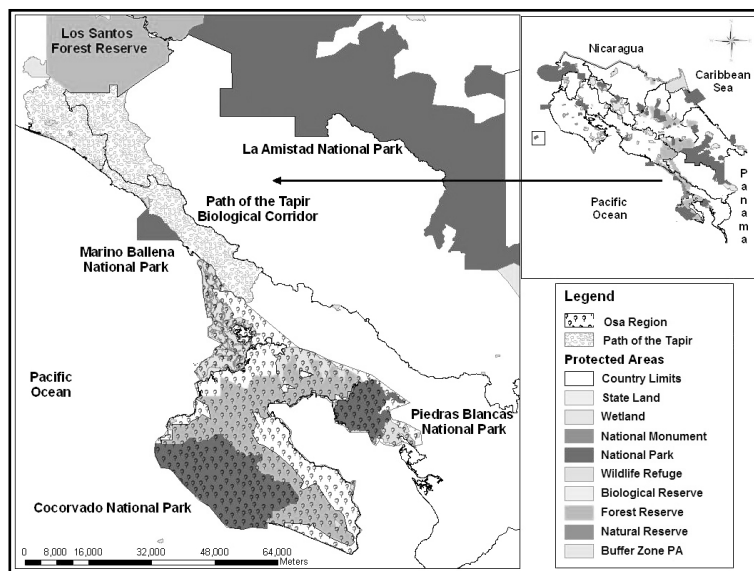 Los Santos
Forest Reserve
La Amistad National Park
Path of the Tapir
Biological Corridor
Marino Ballena
National Park
Pacific
Ocean
Piedras Blancas
National Park
Cocorvado National Park
0 8,000 16,000 32,000 48,000 64,000
Meters
Nicaragua
Caribbean
Sea
Pacific
Ocean
Panama
Legend
Osa Region
Path of the Tapir
Protected Areas
Country Limits
State Land
Wetland
National Monument
National Park
Wildlife Refuge
Biological Reserve
Forest Reserve
Natural Reserve
Buffer Zone PA